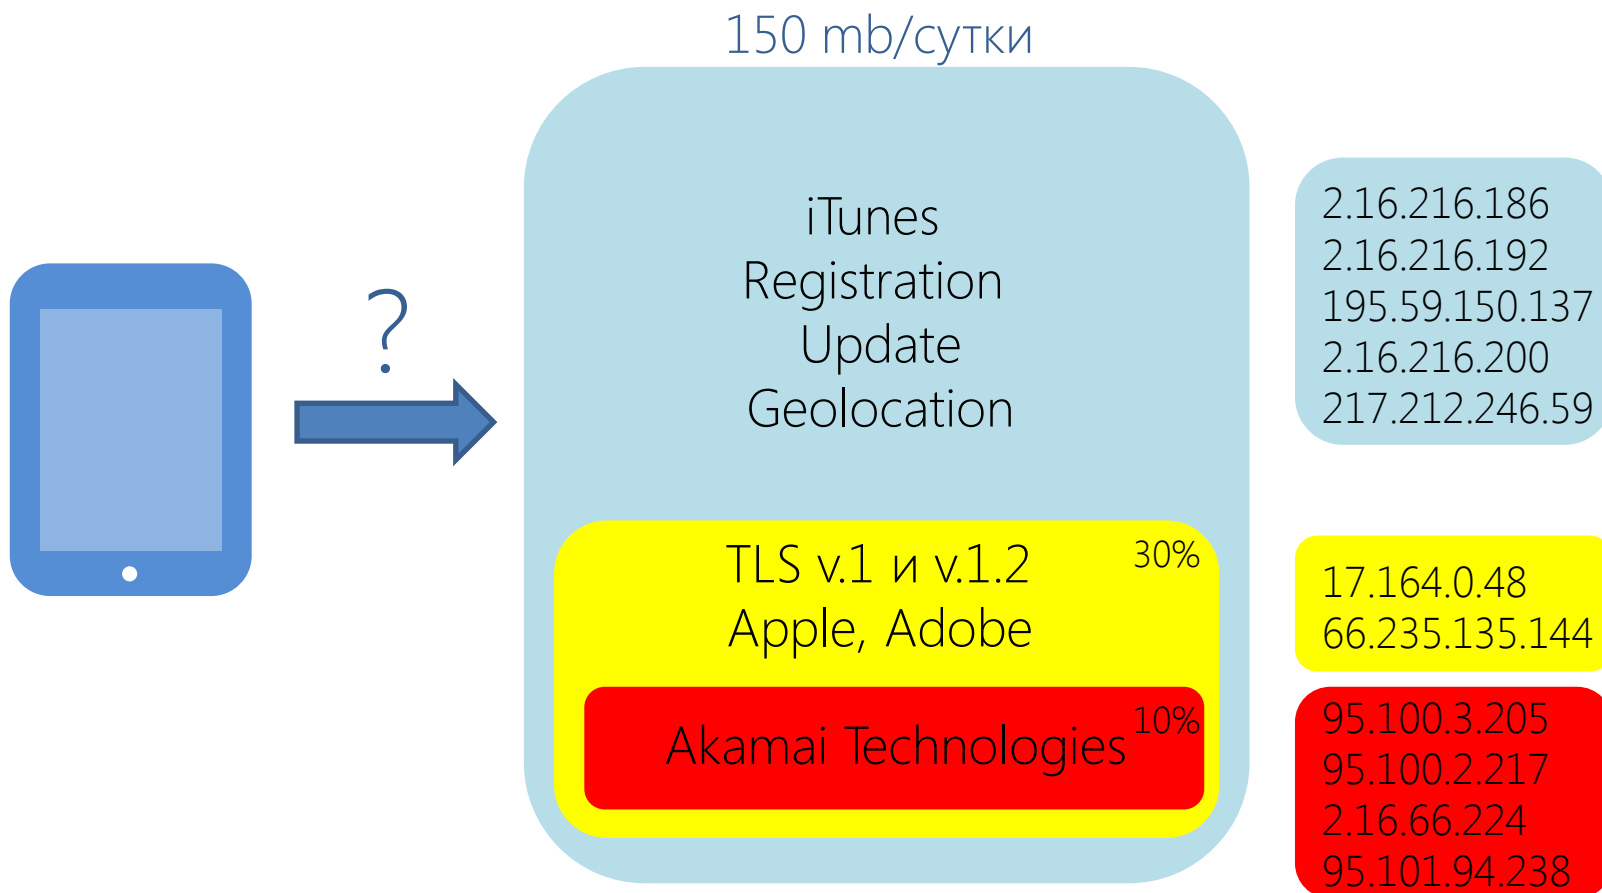 150 mb/сутки
?
iTunes
Registration
Update
Geolocation
TLS v.1 и v.1.2
30%
Apple, Adobe
Akamai Technologies
10%
2.16.216.186
2.16.216.192
195.59.150.137
2.16.216.200
217.212.246.59
17.164.0.48
66.235.135.144
95.100.3.205
95.100.2.217
2.16.66.224
95.101.94.238